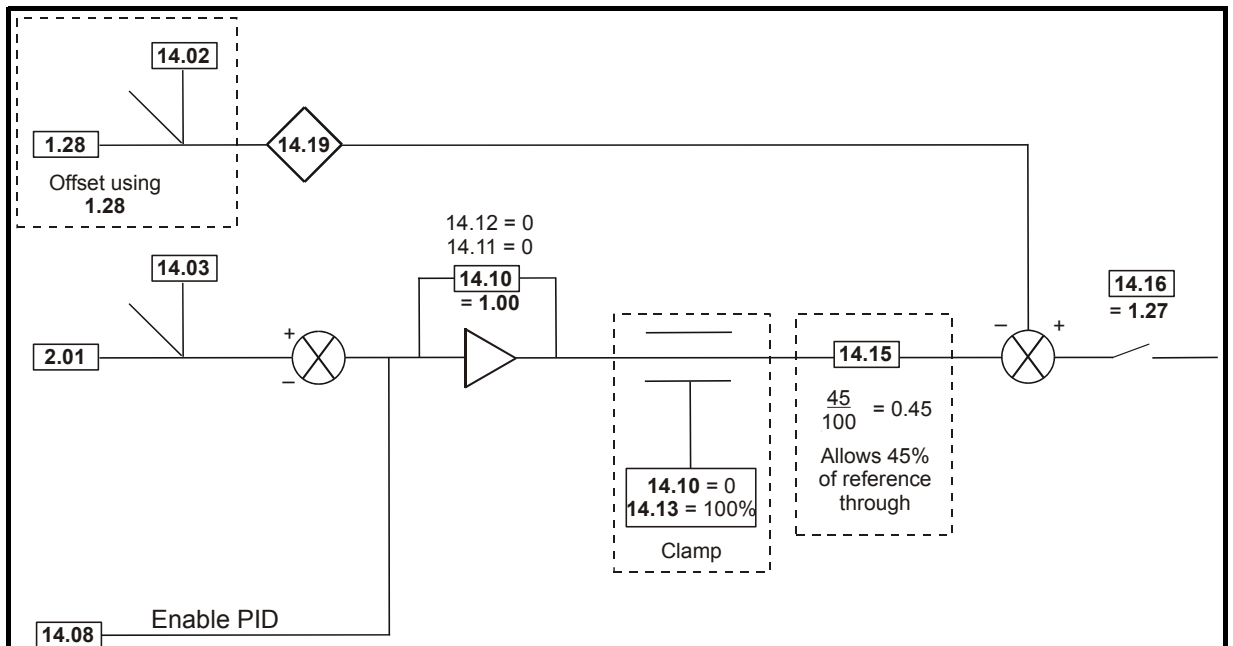 14.02
1.28
14.19
Offset using
1.28
14.12 = 0
14.11 = 0
14.10
= 1.00
14.03
14.16
= 1.27
+
–
2.01
–
+
14.15
45
100
= 0.45
Allows 45%
of reference
through
14.10 = 0
14.13 = 100%
Clamp
Enable PID
14.08